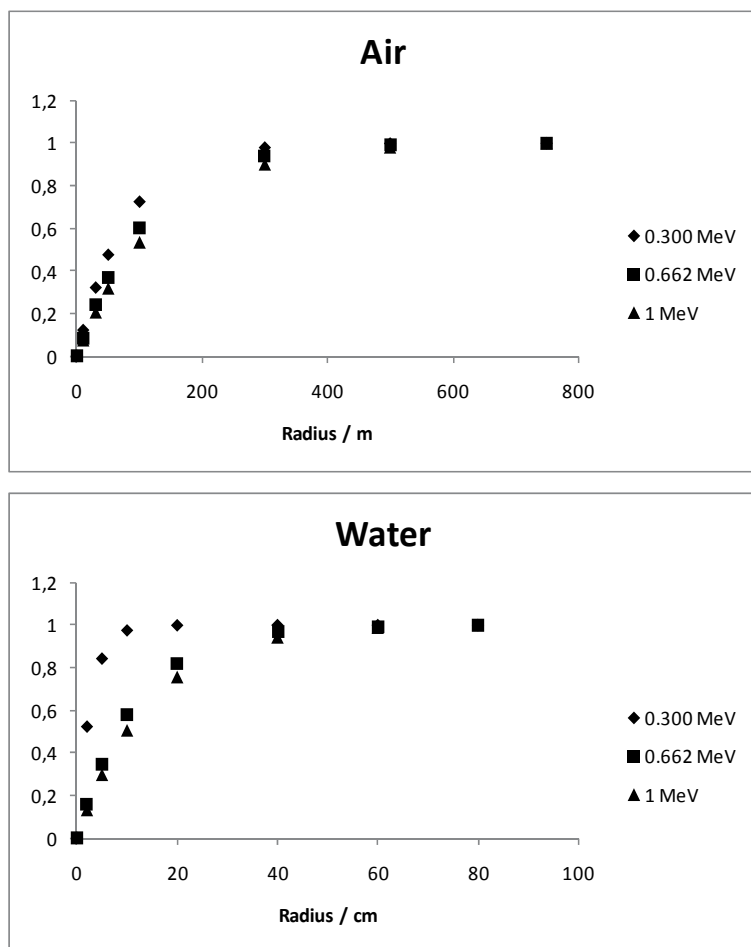 Air
1,2
1
0,8
0,6
0,4
0,2
0
0 200 400 600 800
Radius / m
0.300 MeV
0.662 MeV
1 MeV
Water
1,2
1
0,8
0,6
0,4
0,2
0
0 20 40 60 80 100
Radius / cm
0.300 MeV
0.662 MeV
1 MeV